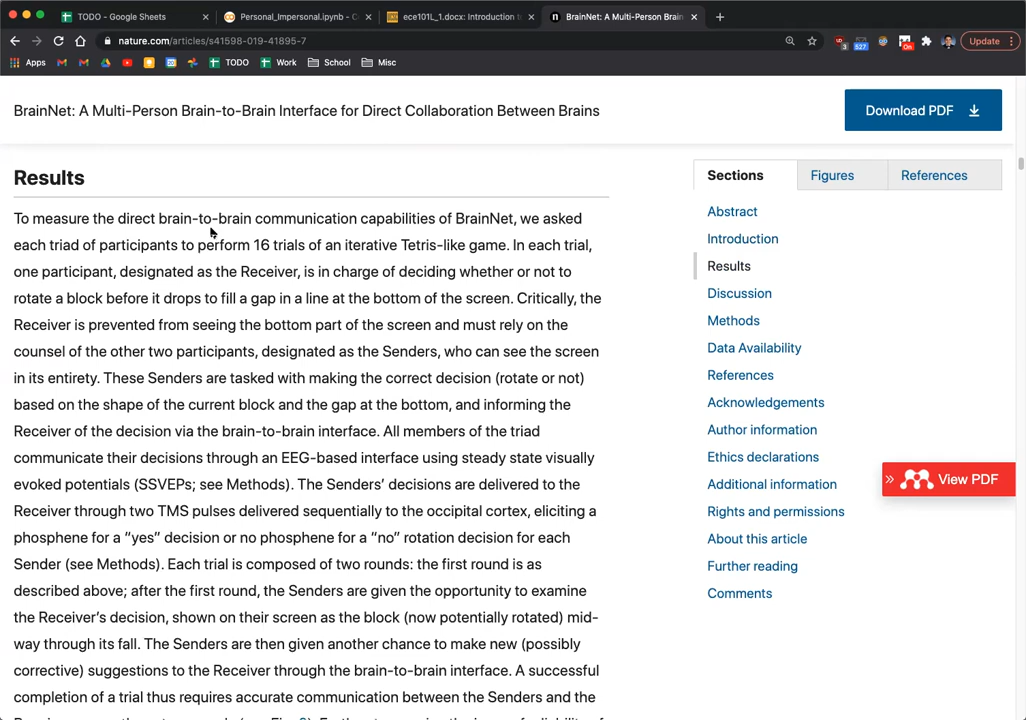 TODO - Google Sheets
Personal_Impersonal.ipynb - C
ece101L_1.docx: Introduction t
BrainNet: A Multi-Person Brain
nature.com/articles/s41598-019-41895-7
3
527
On
Update
Apps
TODO
Work
School
Misc
BrainNet: A Multi-Person Brain-to-Brain Interface for Direct Collaboration Between Brains
Download PDF
Results
To measure the direct brain-to-brain communication capabilities of BrainNet, we asked
each triad of participants to perform 16 trials of an iterative Tetris-like game. In each trial,
one participant, designated as the Receiver, is in charge of deciding whether or not to
rotate a block before it drops to fill a gap in a line at the bottom of the screen. Critically, the
Receiver is prevented from seeing the bottom part of the screen and must rely on the
counsel of the other two participants, designated as the Senders, who can see the screen
in its entirety. These Senders are tasked with making the correct decision (rotate or not)
based on the shape of the current block and the gap at the bottom, and informing the
Receiver of the decision via the brain-to-brain interface. All members of the triad
communicate their decisions through an EEG-based interface using steady state visually
evoked potentials (SSVEPs; see Methods). The Senders' decisions are delivered to the
Receiver through two TMS pulses delivered sequentially to the occipital cortex, eliciting a
phosphene for a "yes" decision or no phosphene for a "no" rotation decision for each
Sender (see Methods). Each trial is composed of two rounds: the first round is as
described above; after the first round, the Senders are given the opportunity to examine
the Receiver's decision, shown on their screen as the block (now potentially rotated) mid-
way through its fall. The Senders are then given another chance to make new (possibly
corrective) suggestions to the Receiver through the brain-to-brain interface. A successful
completion of a trial thus requires accurate communication between the Senders and the
Sections
Figures
References
Abstract
Introduction
Results
Discussion
Methods
Data Availability
References
Acknowledgements
Author information
Ethics declarations
Additional information
Rights and permissions
About this article
Further reading
Comments
View PDF